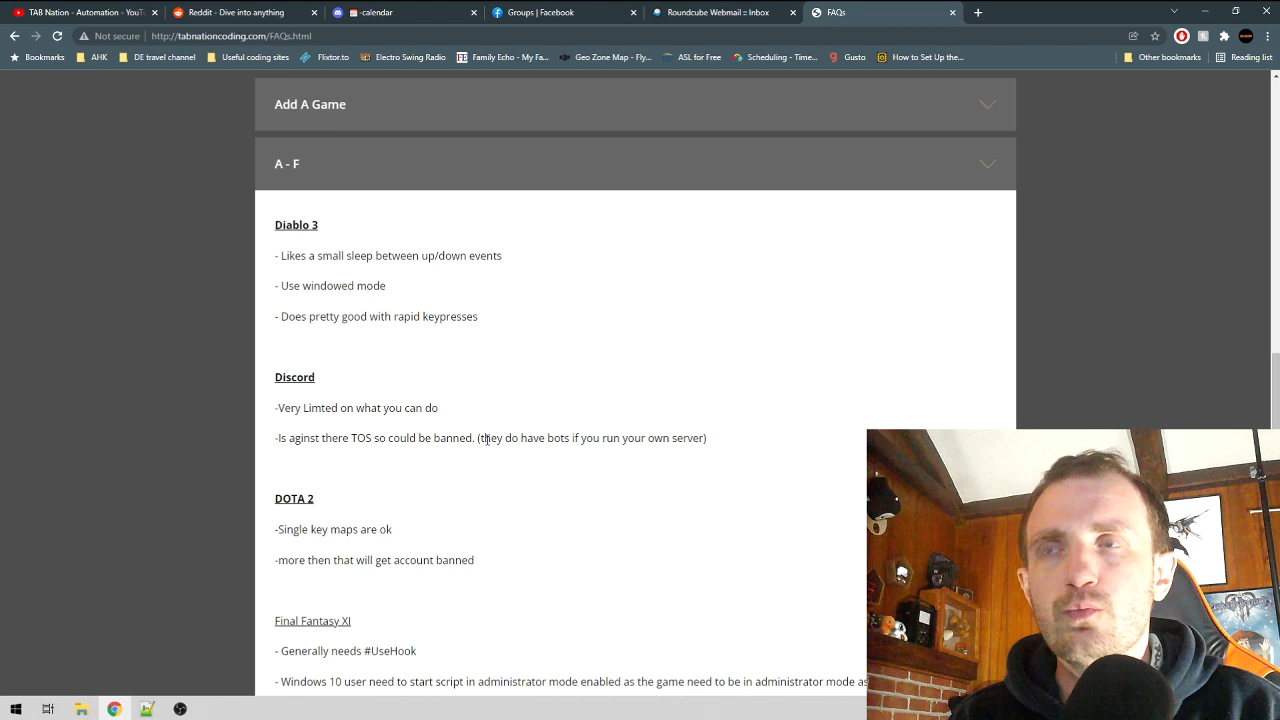 TAB Nation - Automation - YouTu
Reddit - Dive into anything
-calendar
Groups | Facebook
Roundcube Webmail :: Inbox
FAQs
Not secure
http://tabnationcoding.com/FAQs.html
Bookmarks
AHK
DE travel channel
Useful coding sites
Flixtor.to
Electro Swing Radio
Family Echo - My Fa...
Geo Zone Map - Fly...
ASL for Free
Scheduling - Time...
Gusto
How to Set Up the...
Other bookmarks
Reading list
Add A Game
A - F
Diablo 3
- Likes a small sleep between up/down events
- Use windowed mode
- Does pretty good with rapid keypresses
Discord
-Very Limted on what you can do
-Is aginst there TOS so could be banned. (they do have bots if you run your own server)
DOTA 2
-Single key maps are ok
-more then that will get account banned
Final Fantasy XI
- Generally needs #UseHook
- Windows 10 user need to start script in administrator mode enabled as the game need to be in administrator mode as